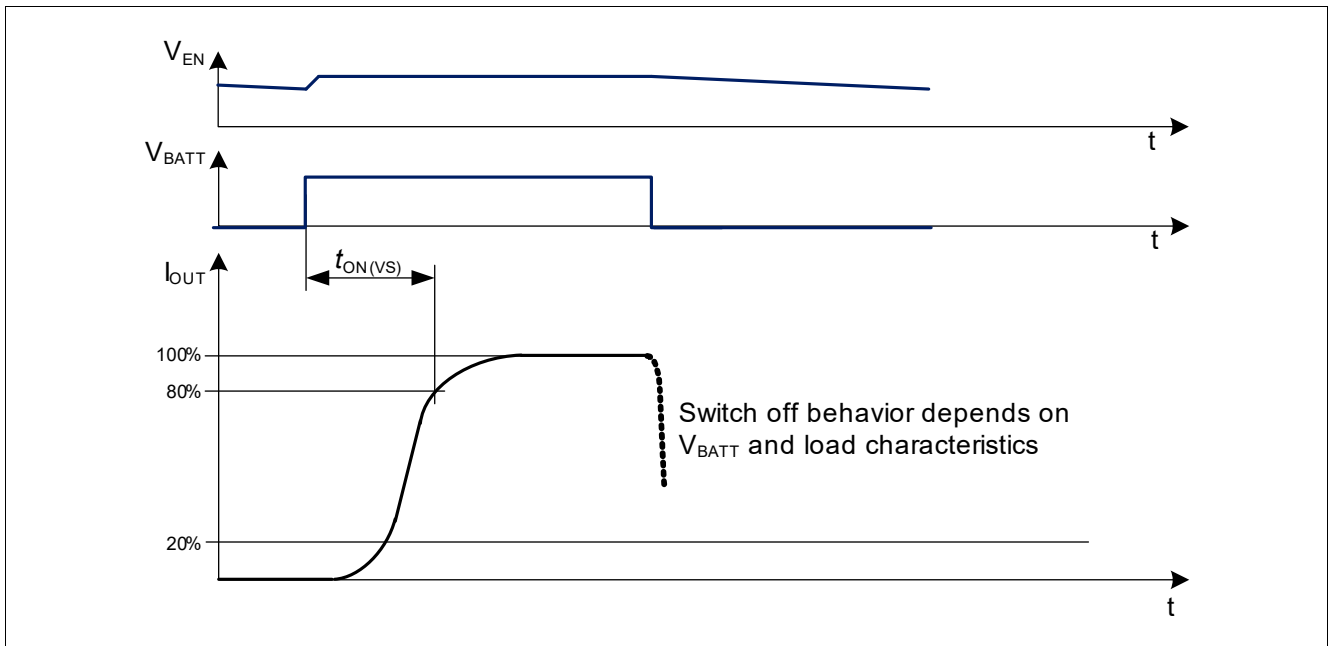 VEN
t
VBATT
t
tON(VS)
IOUT
100%
80%
Switch off behavior depends on
VBATT and load characteristics
20%
t